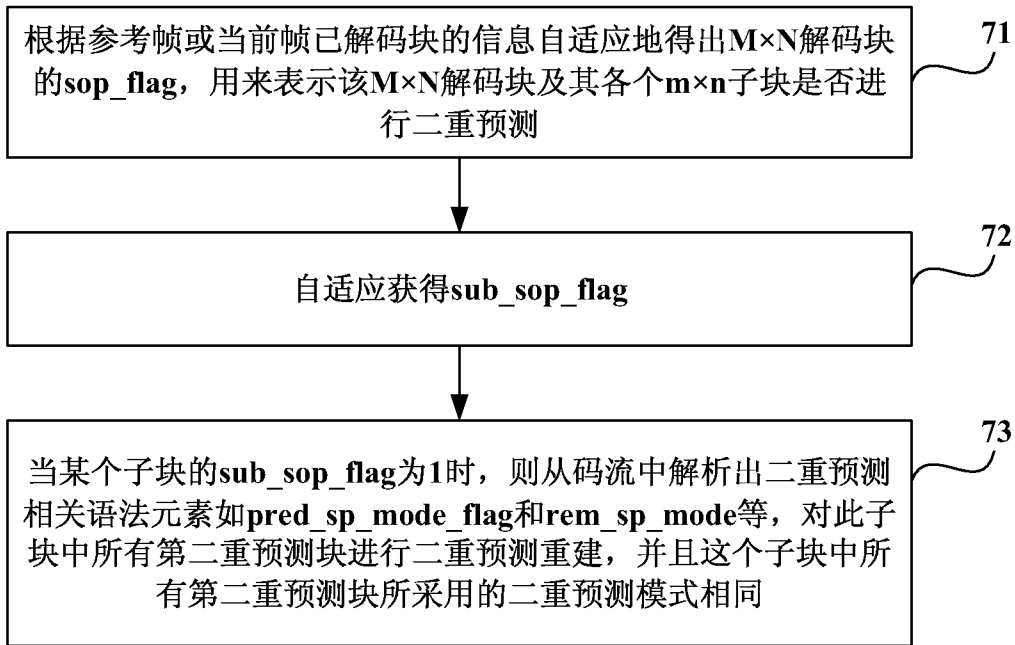 根据参考帧或当前帧已解码块的信息自适应地得出M×N解码块
的sop_flag，用来表示该M×N解码块及其各个m×n子块是否进
行二重预测
71
自适应获得sub_sop_flag
72
当某个子块的sub_sop_flag为1时，则从码流中解析出二重预测
相关语法元素如pred_sp_mode_flag和rem_sp_mode等，对此子
块中所有第二重预测块进行二重预测重建，并且这个子块中所
有第二重预测块所采用的二重预测模式相同
73